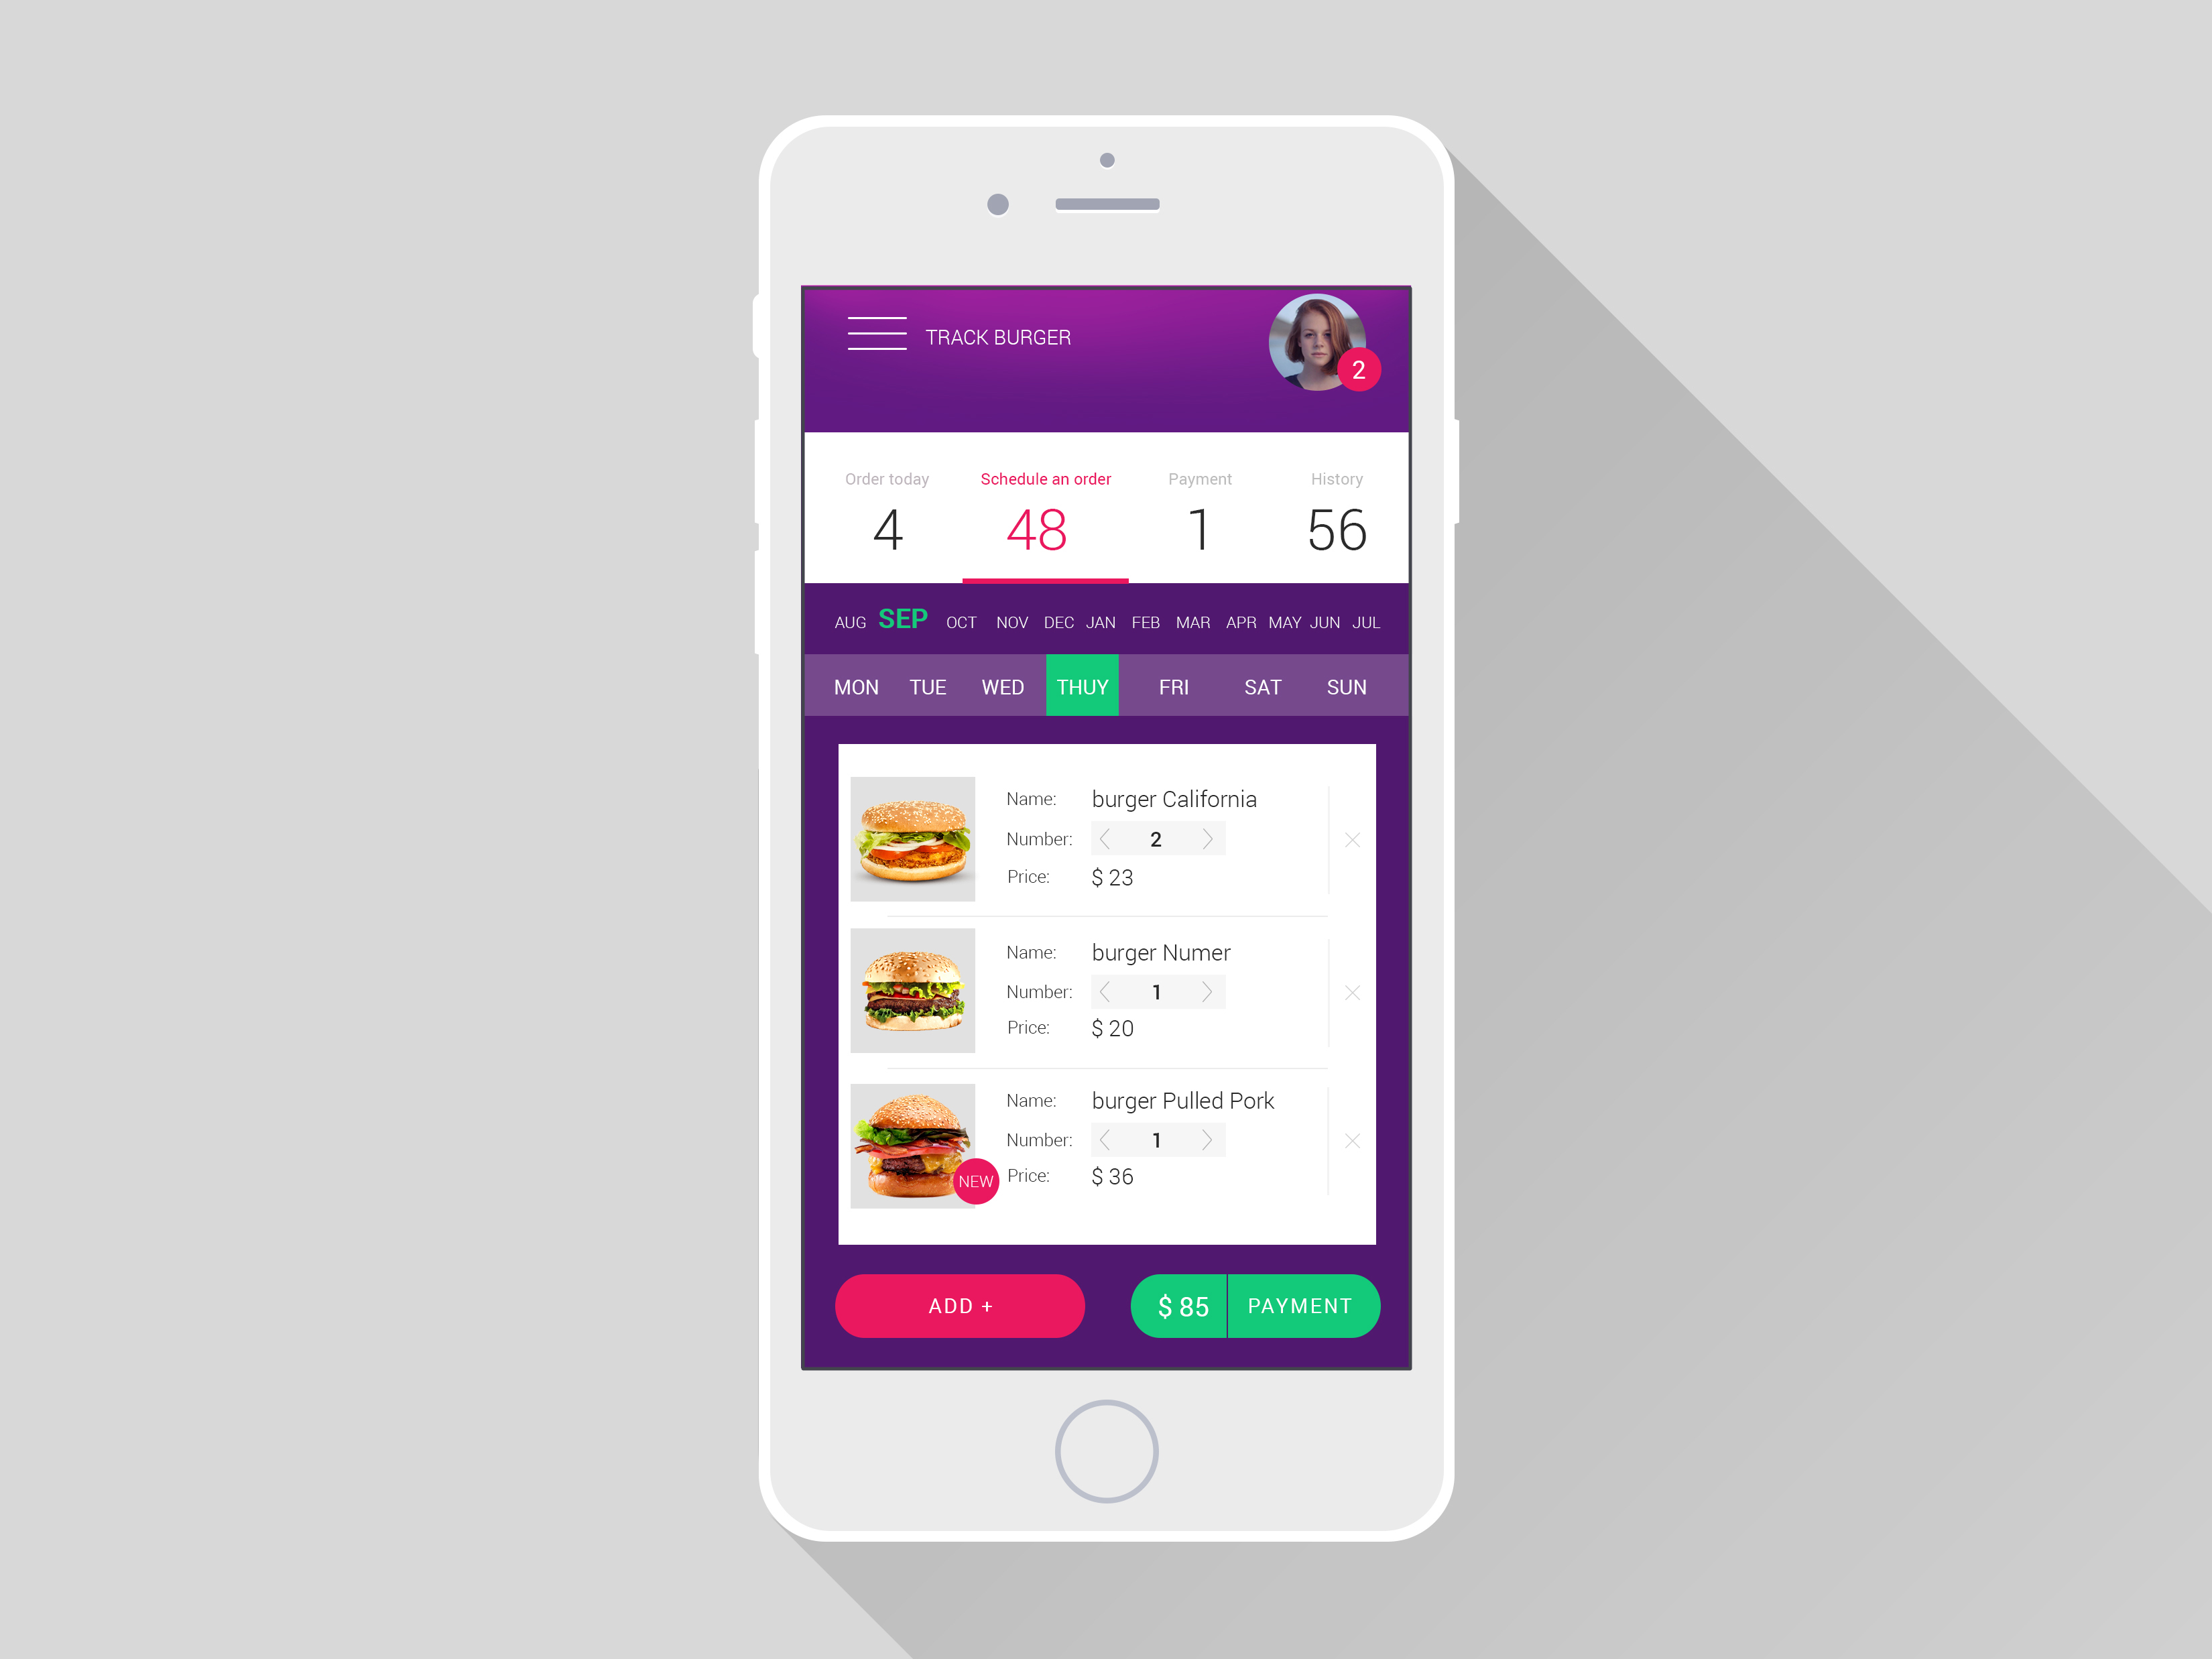 TRACK BURGER
2
Order today Schedule an order Payment History
4 48 1 56
AUG SEP OCT NOV DEC JAN FEB MAR APR MAY JUN JUL
MON TUE WED THUY FRI SAT SUN
Name: burger California
Number: 2
Price: $ 23
Name: burger Numer
Number: 1
Price: $ 20
Name: burger Pulled Pork
Number: 1
Price: $ 36
NEW
ADD + $ 85 PAYMENT